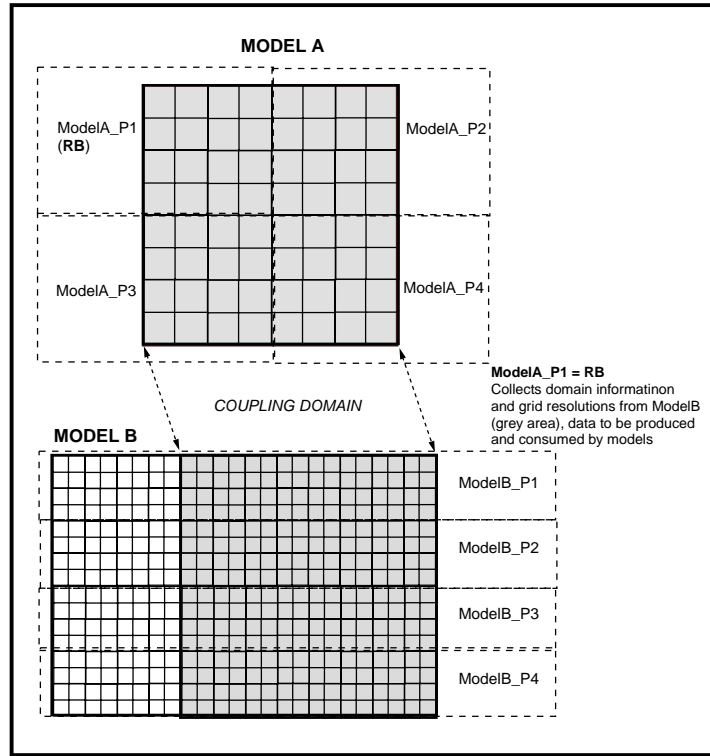 MODEL A
ModelA_P1
(RB)
ModelA_P2
ModelA_P3
ModelA_P4
ModelA_P1 = RB
Collects domain informatinon
and grid resolutions from ModelB
(grey area), data to be produced
and consumed by models
COUPLING DOMAIN
MODEL B
ModelB_P1
ModelB_P2
ModelB_P3
ModelB_P4